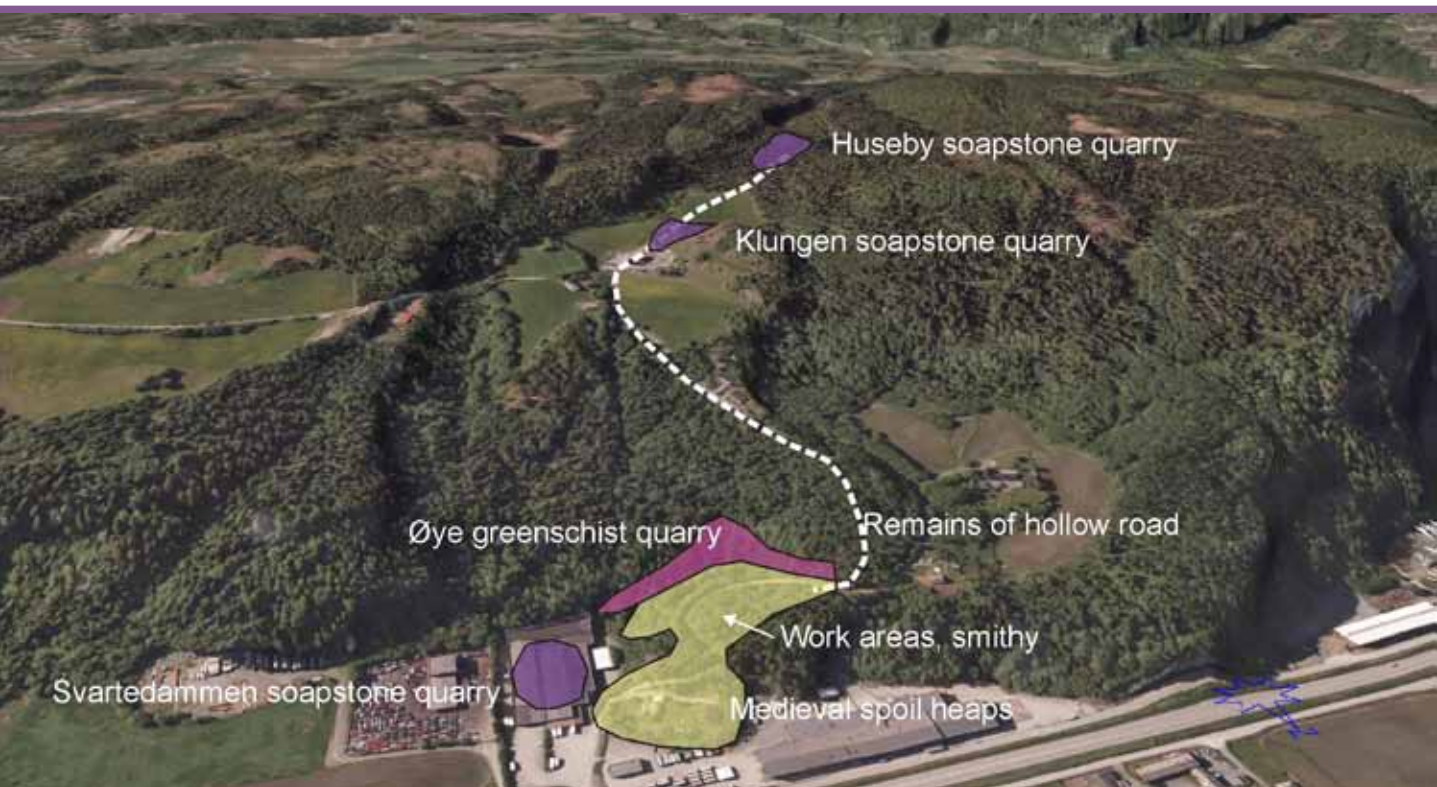 Huseby soapstone quarry
Klungen soapstone quarry
Øye greenschist quarry
Remains of hollow road
Work areas, smithy
Svartedammen soapstone quarry
Medieval spoil heaps